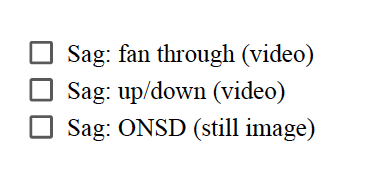 Sag: fan through (video)
Sag: up/down (video)
Sag: ONSD (still image)